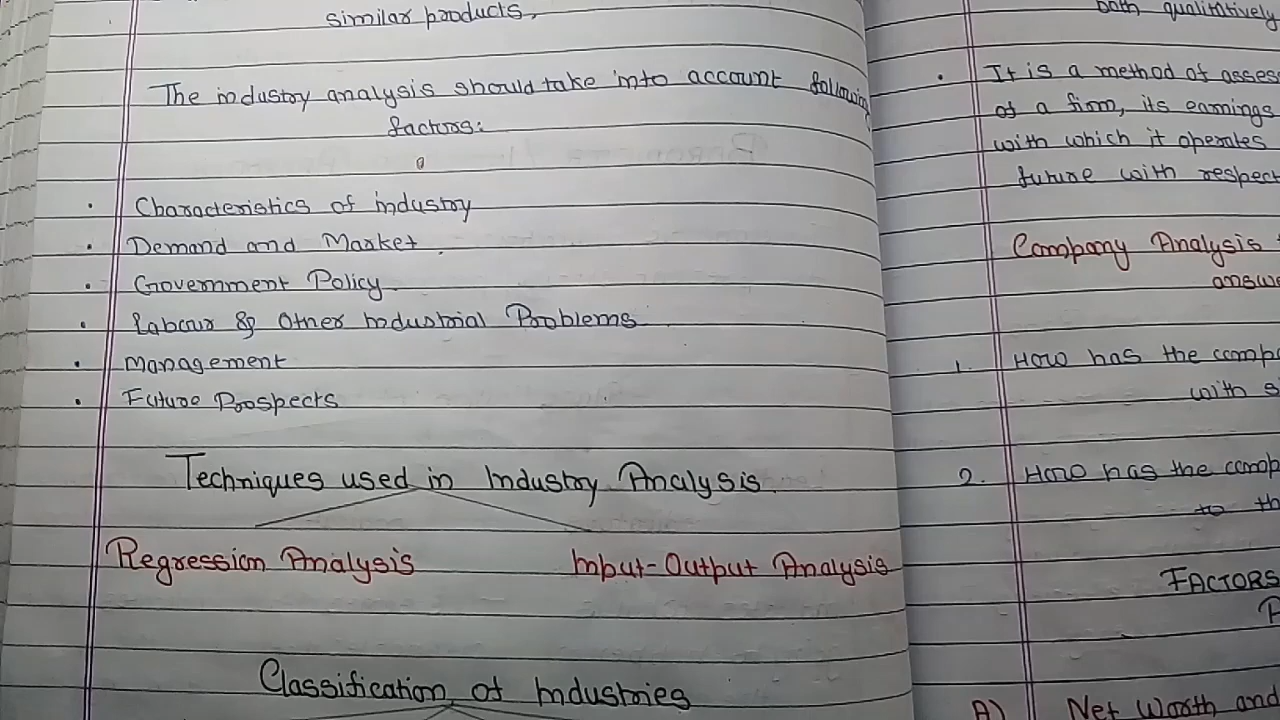 similar products,
The industry analysis should take into account following
factors:
Characteristics of industry
Demand and Market.
Government Policy.
Labour & Other Industrial Problems
Management
Future Prospects
Techniques used in Industry Analysis.
Regression Analysis Input-Output Analysis
Classification of Industries
both qualitatively
It is a method of asses
of a firm, its earnings
with which it operates
future with respect
Company Analysis
answe
1. How has the compa
with s
2. How has the comp
to th
FACTORS
A) Net Worth and